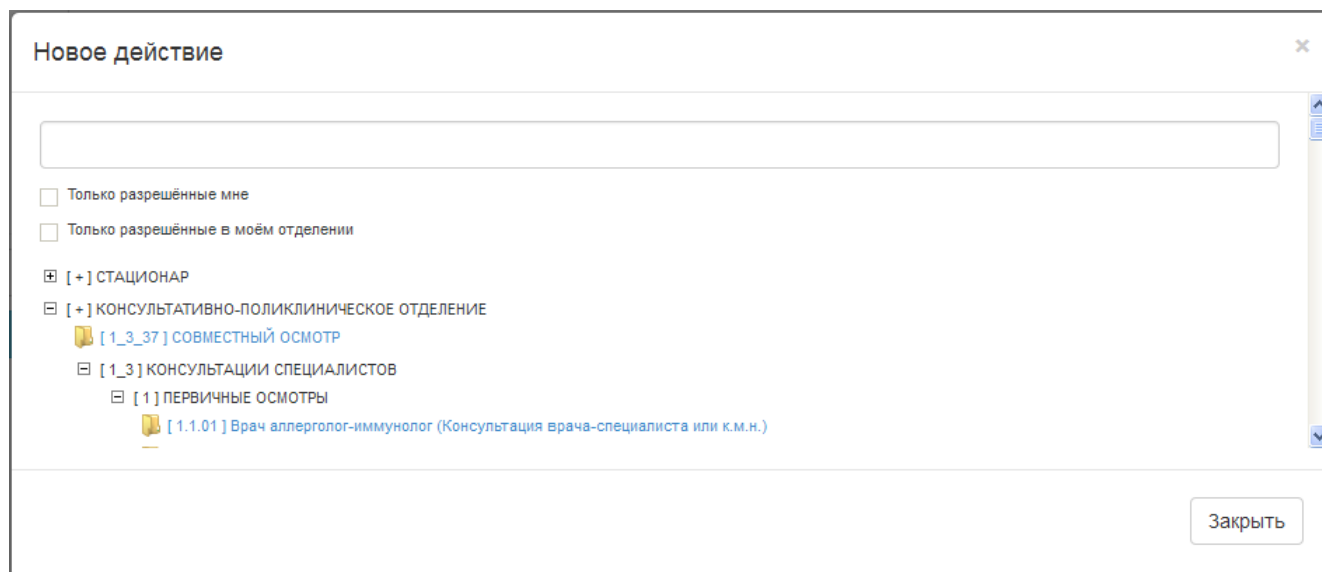 Новое действие
×
Только разрешённые мне
Только разрешённые в моём отделении
[ + ] СТАЦИОНАР
[ + ] КОНСУЛЬТАТИВНО-ПОЛИКЛИНИЧЕСКОЕ ОТДЕЛЕНИЕ
[ 1_3_37 ] СОВМЕСТНЫЙ ОСМОТР
[ 1_3 ] КОНСУЛЬТАЦИИ СПЕЦИАЛИСТОВ
[ 1 ] ПЕРВИЧНЫЕ ОСМОТРЫ
[ 1.1.01 ] Врач аллерголог-иммунолог (Консультация врача-специалиста или к.м.н.)
Закрыть